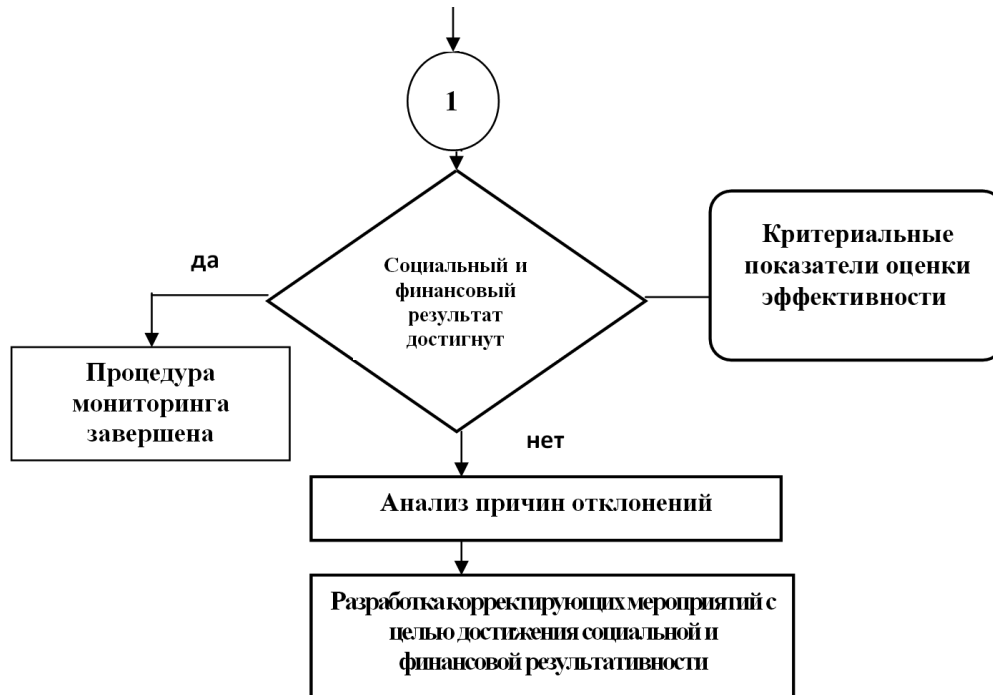 1
Социальный и
финансовый
результат
достигнут
Критериальные
показатели оценки
эффективности
да
Процедура
мониторинга
завершена
нет
Анализ причин отклонений
Разработка корректирующих мероприятий с
целью достижения социальной и
финансовой результативности